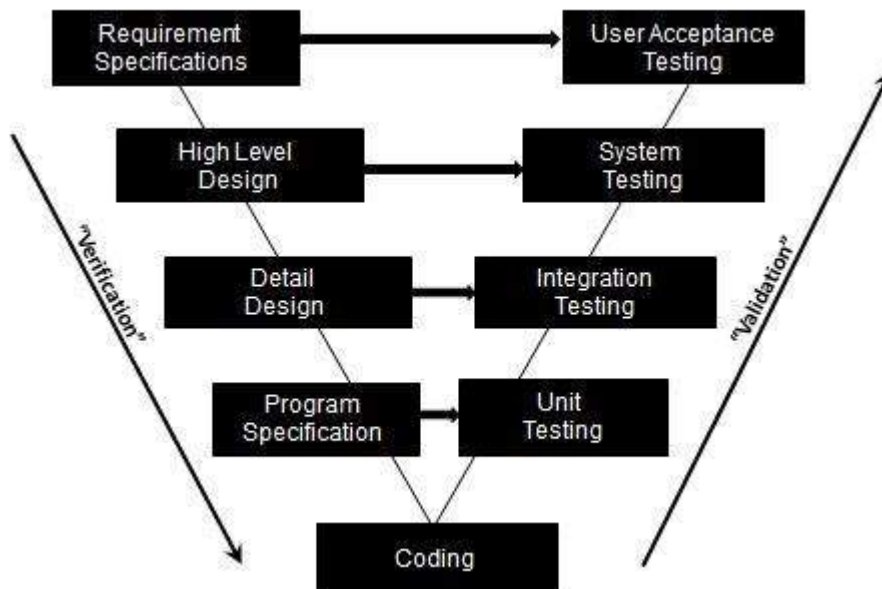 Requirement
Specifications
User Acceptance
Testing
High Level
Design
System
Testing
"Verification"
Detail
Design
Integration
Testing
"Validation"
Program
Specification
Unit
Testing
Coding